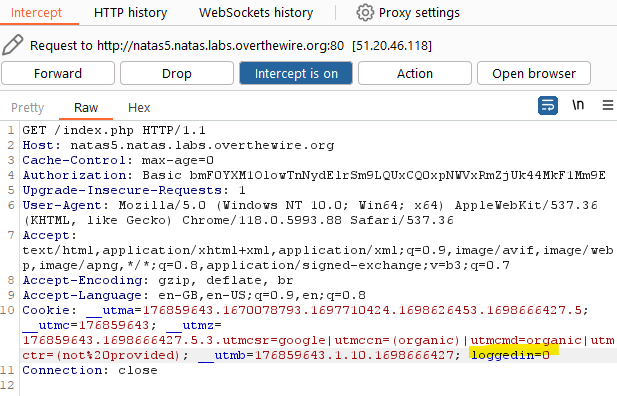 Intercept HTTP history WebSockets history Proxy settings
Request to http://natas5.natas.labs.overthewire.org:80 [51.20.46.118]
Forward Drop Intercept is on Action Open browser
Pretty Raw Hex \n
1 GET /index.php HTTP/1.1
2 Host: natas5.natas.labs.overthewire.org
3 Cache-Control: max-age=0
4 Authorization: Basic bmF0YXM1OlowTnNydElrSm9LQUxCQ0xpNWVxRmZjUk44MkF1Mm9E
5 Upgrade-Insecure-Requests: 1
6 User-Agent: Mozilla/5.0 (Windows NT 10.0; Win64; x64) AppleWebKit/537.36
(KHTML, like Gecko) Chrome/118.0.5993.88 Safari/537.36
7 Accept:
text/html,application/xhtml+xml,application/xml;q=0.9,image/avif,image/web
p,image/apng,*/*;q=0.8,application/signed-exchange;v=b3;q=0.7
8 Accept-Encoding: gzip, deflate, br
9 Accept-Language: en-GB,en-US;q=0.9,en;q=0.8
10 Cookie: __utma=176859643.1670078793.1697710424.1698626453.1698666427.5;
__utmc=176859643; __utmz=
176859643.1698666427.5.3.utmcsr=google|utmccn=(organic)|utmcmd=organic|utm
ctr=(not%20provided); __utmb=176859643.1.10.1698666427; loggedin=0
11 Connection: close
12